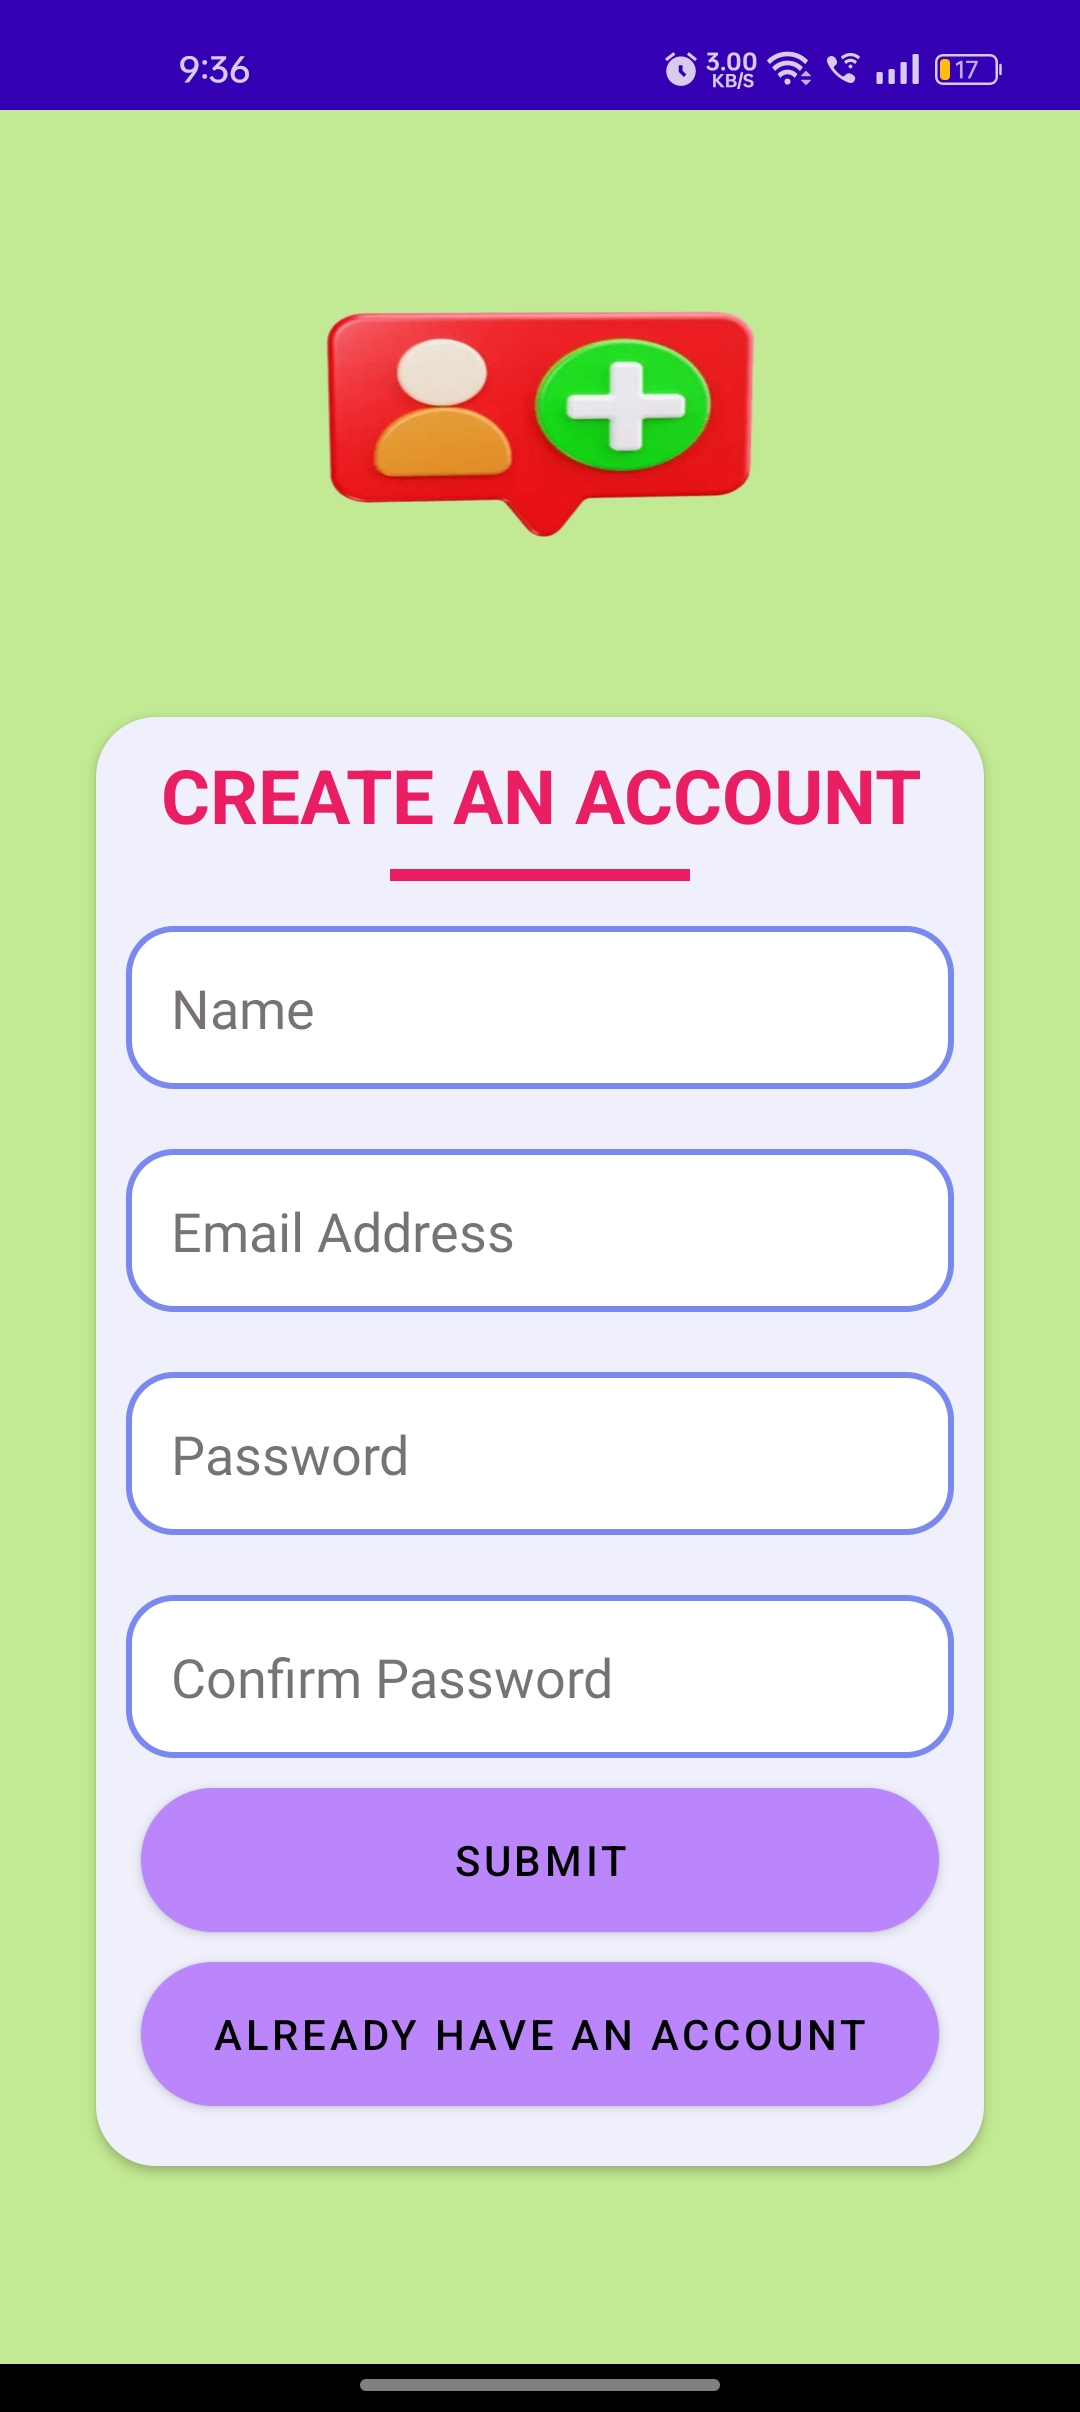 9:36
3.00
KB/S
17
CREATE AN ACCOUNT
Name
Email Address
Password
Confirm Password
SUBMIT
ALREADY HAVE AN ACCOUNT